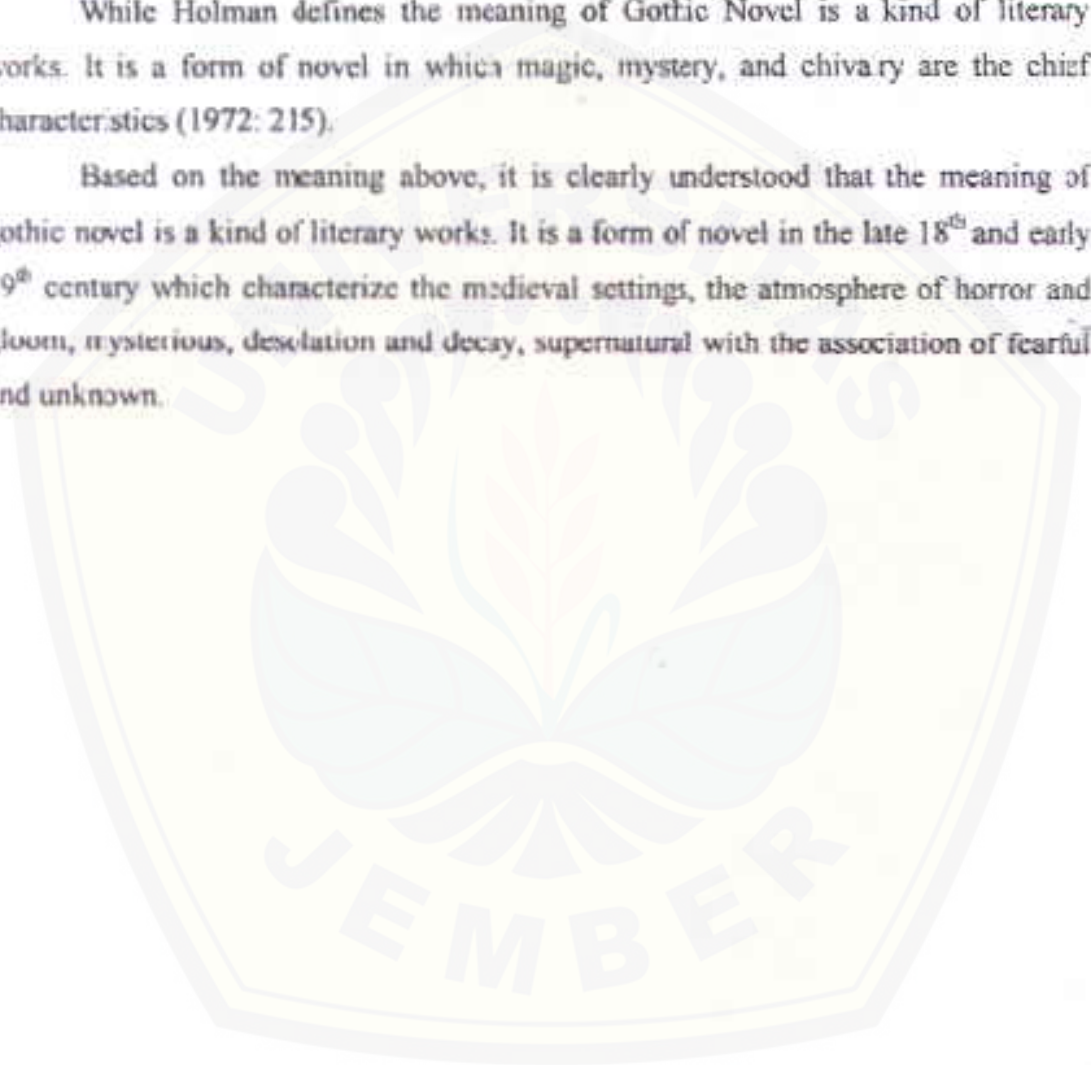 While Holman defines the meaning of Gothic Novel is a kind of literary
vorks. It is a form of novel in which magic, mystery, and chivalry are the chief
haracteristics (1972: 215).
Based on the meaning above, it is clearly understood that the meaning of
othic novel is a kind of literary works. It is a form of novel in the late 18th and early
9th century which characterize the medieval settings, the atmosphere of horror and
loom, mysterious, desolation and decay, supernatural with the association of fearful
nd unknown.
UNIVERSITAS
JEMBER